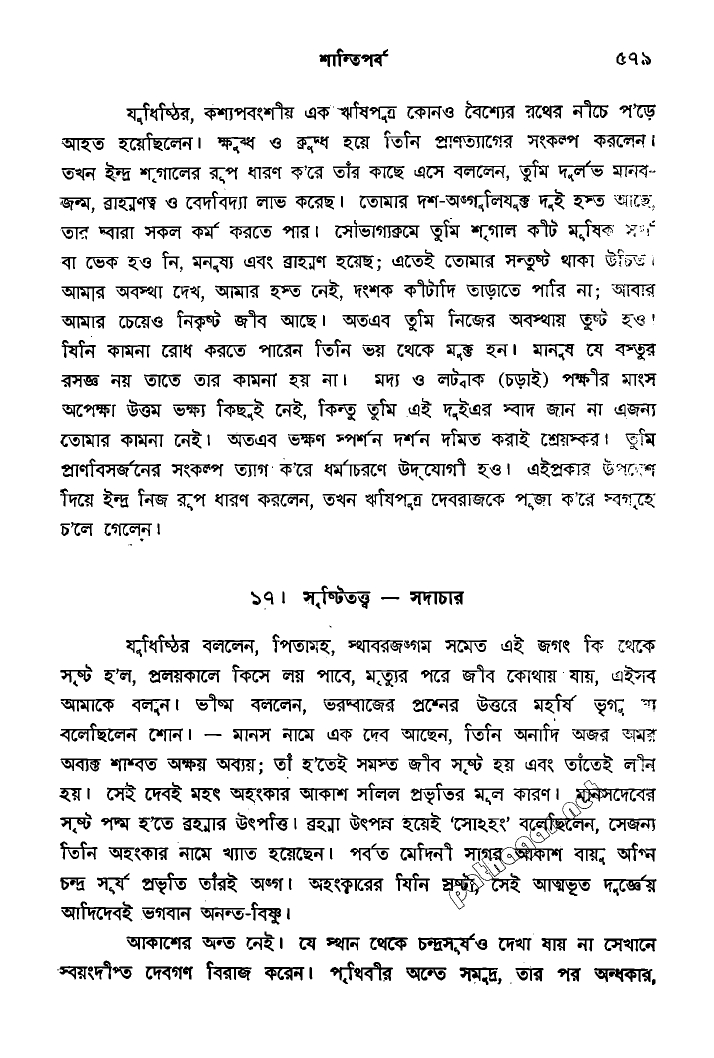 শান্তিপর্ব ৫৭৯
যুধিষ্ঠির, কশ্যপবংশীয় এক ঋষিপুত্র কোনও বৈশ্যের রথের নীচে প'ড়ে
আহত হয়েছিলেন। ক্ষুব্ধ ও ক্রুদ্ধ হয়ে তিনি প্রাণত্যাগের সংকল্প করলেন।
তখন ইন্দ্র শৃগালের রূপ ধারণ ক'রে তাঁর কাছে এসে বললেন, তুমি দুর্লভ মানব-
জন্ম, ব্রাহ্মণত্ব ও বেদবিদ্যা লাভ করেছ। তোমার দশ-অঙ্গুলিযুক্ত দুই হস্ত আছে,
তার দ্বারা সকল কর্ম করতে পার। সৌভাগ্যক্রমে তুমি শৃগাল কীট মূষিক সর্প
বা ভেক হও নি, মনুষ্য এবং ব্রাহ্মণ হয়েছ; এতেই তোমার সন্তুষ্ট থাকা উচিত।
আমার অবস্থা দেখ, আমার হস্ত নেই, দংশক কীটাদি তাড়াতে পারি না; আবার
আমার চেয়েও নিকৃষ্ট জীব আছে। অতএব তুমি নিজের অবস্থায় তুষ্ট হও।
যিনি কামনা রোধ করতে পারেন তিনি ভয় থেকে মুক্ত হন। মানুষ যে বস্তুর
রসজ্ঞ নয় তাতে তার কামনা হয় না। মদ্য ও লট্বাক (চড়াই) পক্ষীর মাংস
অপেক্ষা উত্তম ভক্ষ্য কিছুই নেই, কিন্তু তুমি এই দুইএর স্বাদ জান না এজন্য
তোমার কামনা নেই। অতএব ভক্ষণ স্পর্শন দর্শন দমিত করাই শ্রেয়স্কর। তুমি
প্রাণবিসর্জনের সংকল্প ত্যাগ ক'রে ধর্মাচরণে উদ্‌যোগী হও। এইপ্রকার উপদেশ
দিয়ে ইন্দ্র নিজ রূপ ধারণ করলেন, তখন ঋষিপুত্র দেবরাজকে পূজা ক'রে স্বগৃহে
চ'লে গেলেন।
১৭। সৃষ্টিতত্ত্ব — সদাচার
যুধিষ্ঠির বললেন, পিতামহ, স্থাবরজঙ্গম সমেত এই জগৎ কি থেকে
সৃষ্ট হ'ল, প্রলয়কালে কিসে লয় পাবে, মৃত্যুর পরে জীব কোথায় যায়, এইসব
আমাকে বলুন। ভীষ্ম বললেন, ভরদ্বাজের প্রশ্নের উত্তরে মহর্ষি ভৃগু যা
বলেছিলেন শোন। — মানস নামে এক দেব আছেন, তিনি অনাদি অজর অমর
অব্যক্ত শাশ্বত অক্ষয় অব্যয়; তাঁ হ'তেই সমস্ত জীব সৃষ্ট হয় এবং তাঁতেই লীন
হয়। সেই দেবই মহৎ অহংকার আকাশ সলিল প্রভৃতির মূল কারণ। মানসদেবের
সৃষ্ট পদ্ম হ'তে ব্রহ্মার উৎপত্তি। ব্রহ্মা উৎপন্ন হয়েই ‘সোহহং’ বলেছিলেন, সেজন্য
তিনি অহংকার নামে খ্যাত হয়েছেন। পর্বত মেদিনী সাগর আকাশ বায়ু অগ্নি
চন্দ্র সূর্য প্রভৃতি তাঁরই অঙ্গ। অহংকারের যিনি স্রষ্টা, সেই আত্মভূত দুর্জ্ঞেয়
আদিদেবই ভগবান অনন্ত-বিষ্ণু।
আকাশের অন্ত নেই। যে স্থান থেকে চন্দ্রসূর্যও দেখা যায় না সেখানে
স্বয়ংদীপ্ত দেবগণ বিরাজ করেন। পৃথিবীর অন্তে সমুদ্র, তার পর অন্ধকার,